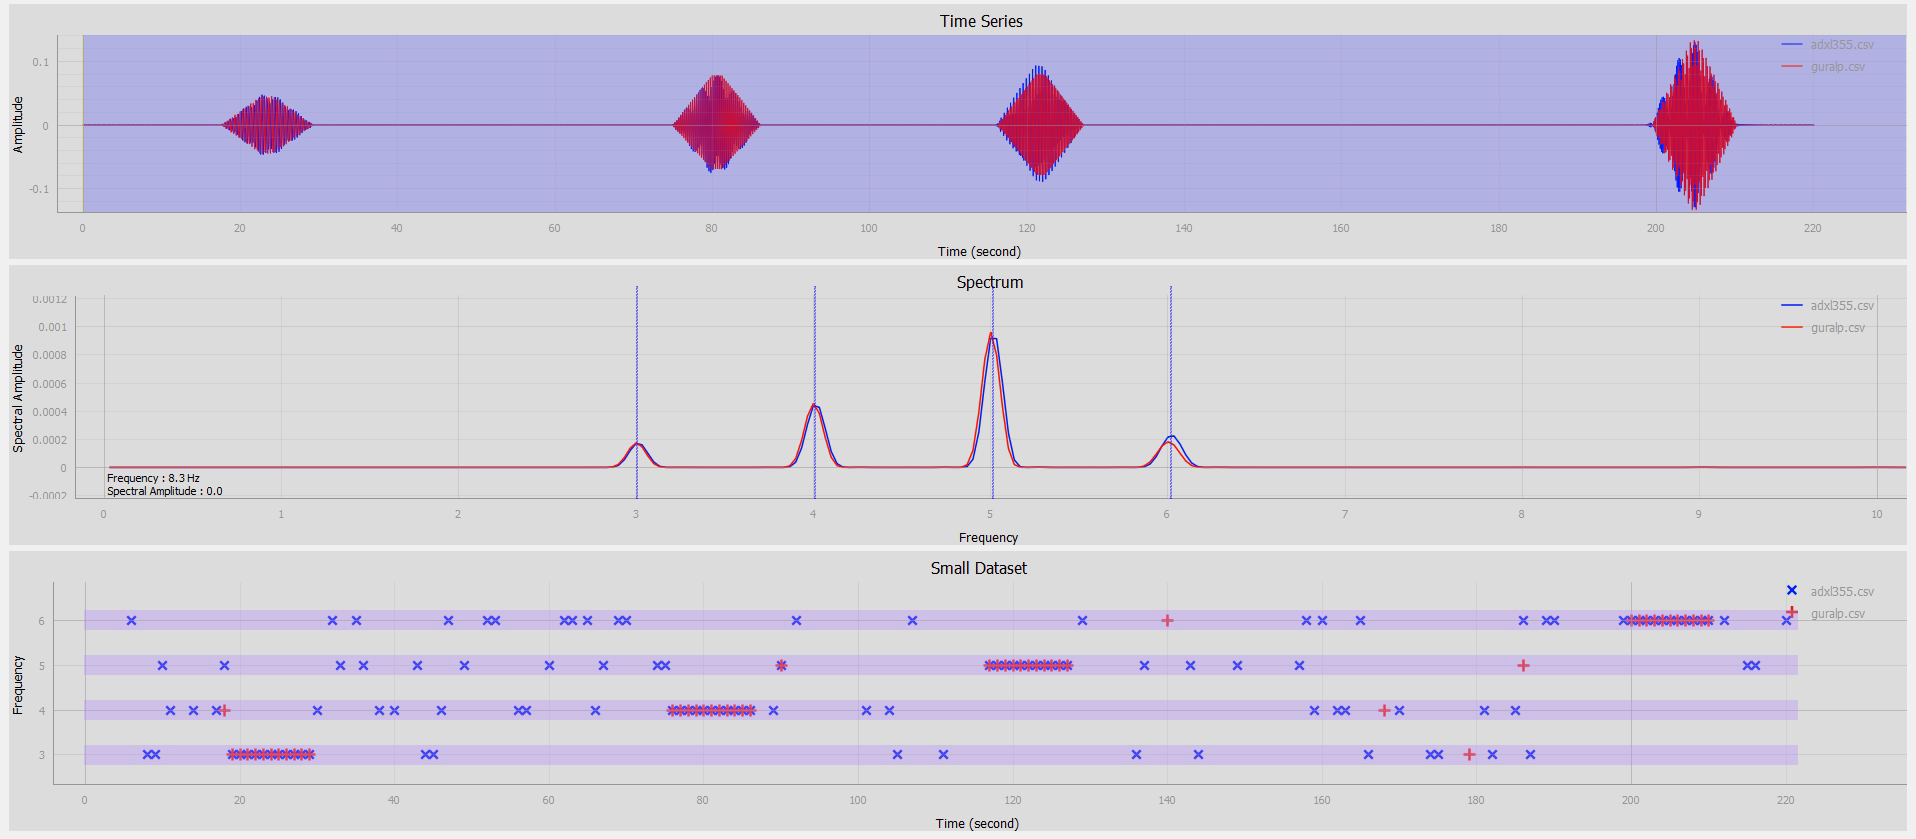 Time Series
adxl355.csv
guralp.csv
0.1
0
-0.1
Amplitude
0 20 40 60 80 100 120 140 160 180 200 220
Time (second)
Spectrum
adxl355.csv
guralp.csv
0.0012
0.001
0.0008
0.0006
0.0004
0.0002
0
-0.0002
Spectral Amplitude
Frequency : 8.3 Hz
Spectral Amplitude : 0.0
0 1 2 3 4 5 6 7 8 9 10
Frequency
Small Dataset
adxl355.csv
guralp.csv
6
5
4
3
Frequency
0 20 40 60 80 100 120 140 160 180 200 220
Time (second)